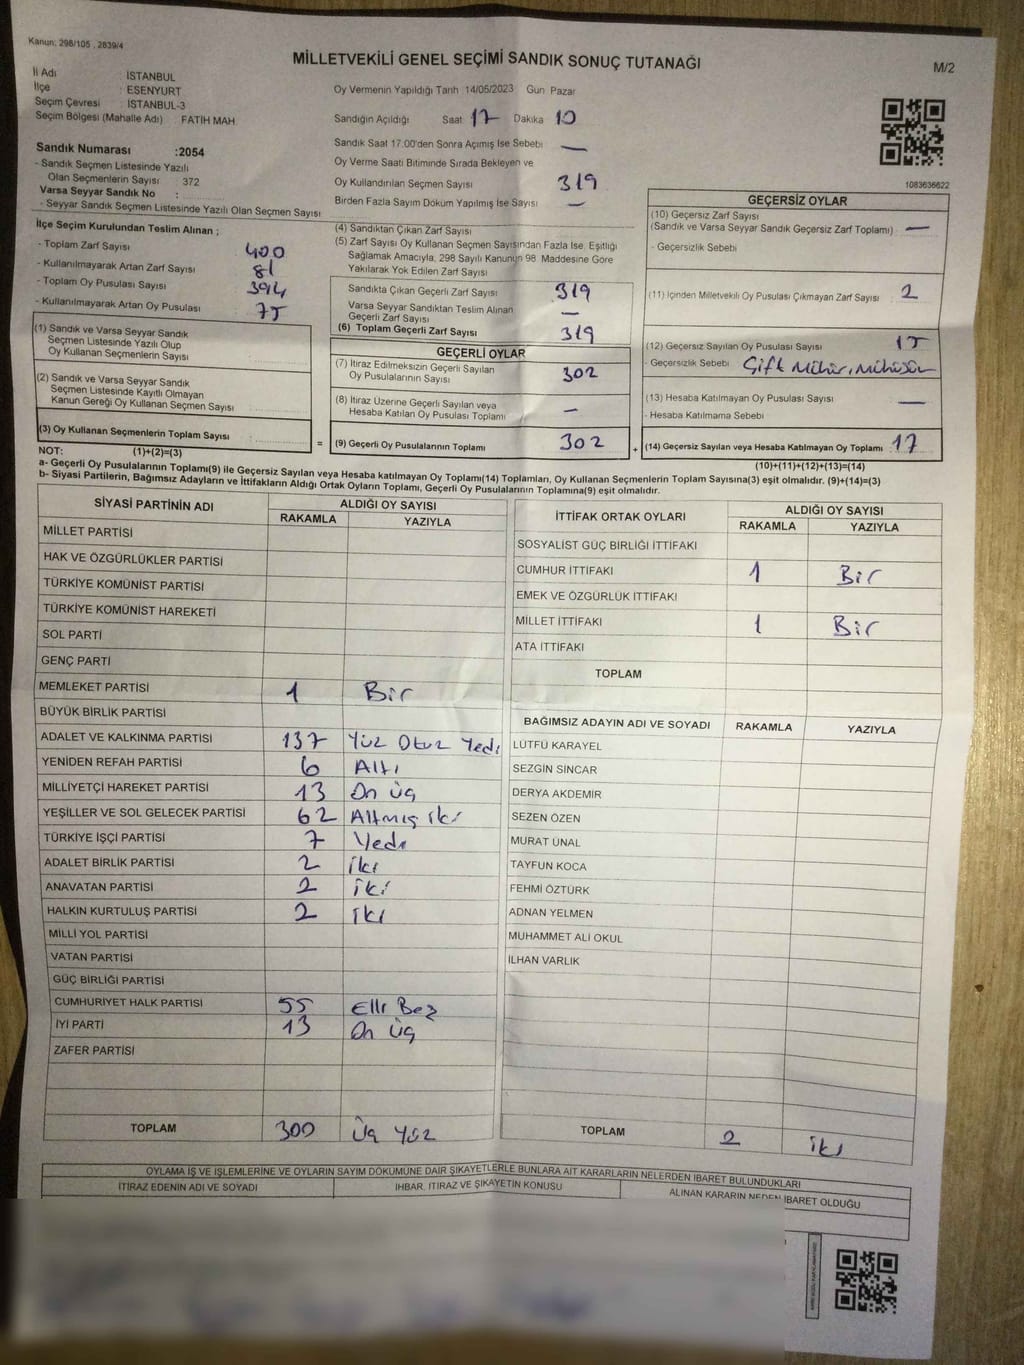 Kanun: 298/105 , 2839/4
MİLLETVEKİLİ GENEL SEÇİMİ SANDIK SONUÇ TUTANAĞI
M/2
İl Adı : İSTANBUL
İlçe : ESENYURT
Seçim Çevresi : İSTANBUL-3
Seçim Bölgesi (Mahalle Adı) FATİH MAH.
Oy Vermenin Yapıldığı Tarih 14/05/2023 Gün Pazar
Sandığın Açıldığı Saat 17 Dakika 10
Sandık Saat 17:00'den Sonra Açımış İse Sebebi —
Oy Verme Saati Bitiminde Sırada Bekleyen ve
Oy Kullandırılan Seçmen Sayısı 319
Birden Fazla Sayım Döküm Yapılmış İse Sayısı —
1083636622
Sandık Numarası :2054
- Sandık Seçmen Listesinde Yazılı
Olan Seçmenlerin Sayısı : 372
Varsa Seyyar Sandık No :
- Seyyar Sandık Seçmen Listesinde Yazılı Olan Seçmen Sayısı
İlçe Seçim Kurulundan Teslim Alınan ;
- Toplam Zarf Sayısı 400
- Kullanılmayarak Artan Zarf Sayısı 81
- Toplam Oy Pusulası Sayısı 394
- Kullanılmayarak Artan Oy Pusulası 75
(1) Sandık ve Varsa Seyyar Sandık
Seçmen Listesinde Yazılı Olup
Oy Kullanan Seçmenlerin Sayısı
(2) Sandık ve Varsa Seyyar Sandık
Seçmen Listesinde Kayıtlı Olmayan
Kanun Gereği Oy Kullanan Seçmen Sayısı
(3) Oy Kullanan Seçmenlerin Toplam Sayısı
(1)+(2)=(3)
(4) Sandıktan Çıkan Zarf Sayısı
(5) Zarf Sayısı Oy Kullanan Seçmen Sayısından Fazla İse, Eşitliği
Sağlamak Amacıyla, 298 Sayılı Kanunun 98. Maddesine Göre
Yakılarak Yok Edilen Zarf Sayısı
Sandıkta Çıkan Geçerli Zarf Sayısı 319
Varsa Seyyar Sandıktan Teslim Alınan
Geçerli Zarf Sayısı —
(6) Toplam Geçerli Zarf Sayısı 319
GEÇERLİ OYLAR
(7) İtiraz Edilmeksizin Geçerli Sayılan
Oy Pusulalarının Sayısı 302
(8) İtiraz Üzerine Geçerli Sayılan veya
Hesaba Katılan Oy Pusulası Toplamı —
= (9) Geçerli Oy Pusulalarının Toplamı 302
GEÇERSİZ OYLAR
(10) Geçersiz Zarf Sayısı
(Sandık ve Varsa Seyyar Sandık Geçersiz Zarf Toplamı) —
- Geçersizlik Sebebi
(11) İçinden Milletvekili Oy Pusulası Çıkmayan Zarf Sayısı 2
(12) Geçersiz Sayılan Oy Pusulası Sayısı 15
- Geçersizlik Sebebi Çift Mühür, Mühürsüz
(13) Hesaba Katılmayan Oy Pusulası Sayısı —
- Hesaba Katılmama Sebebi
+ (14) Geçersiz Sayılan veya Hesaba Katılmayan Oy Toplamı 17
(10)+(11)+(12)+(13)=(14)
NOT:
a- Geçerli Oy Pusulalarının Toplamı(9) ile Geçersiz Sayılan veya Hesaba katılmayan Oy Toplamı(14) Toplamları, Oy Kullanan Seçmenlerin Toplam Sayısına(3) eşit olmalıdır. (9)+(14)=(3)
b- Siyasi Partilerin, Bağımsız Adayların ve İttifakların Aldığı Ortak Oyların Toplamı, Geçerli Oy Pusulalarının Toplamına(9) eşit olmalıdır.
SİYASİ PARTİNİN ADI ALDIĞI OY SAYISI
RAKAMLA YAZIYLA
MİLLET PARTİSİ
HAK VE ÖZGÜRLÜKLER PARTİSİ
TÜRKİYE KOMÜNİST PARTİSİ
TÜRKİYE KOMÜNİST HAREKETİ
SOL PARTİ
GENÇ PARTİ
MEMLEKET PARTİSİ 1 Bir
BÜYÜK BİRLİK PARTİSİ
ADALET VE KALKINMA PARTİSİ 137 Yüz Otuz Yedi
YENİDEN REFAH PARTİSİ 6 Altı
MİLLİYETÇİ HAREKET PARTİSİ 13 On üç
YEŞİLLER VE SOL GELECEK PARTİSİ 62 Altmış iki
TÜRKİYE İŞÇİ PARTİSİ 7 Yedi
ADALET BİRLİK PARTİSİ 2 iki
ANAVATAN PARTİSİ 2 iki
HALKIN KURTULUŞ PARTİSİ 2 iki
MİLLİ YOL PARTİSİ
VATAN PARTİSİ
GÜÇ BİRLİĞİ PARTİSİ
CUMHURİYET HALK PARTİSİ 55 Elli Beş
İYİ PARTİ 13 On üç
ZAFER PARTİSİ
TOPLAM 300 Üç Yüz
İTTİFAK ORTAK OYLARI ALDIĞI OY SAYISI
RAKAMLA YAZIYLA
SOSYALİST GÜÇ BİRLİĞİ İTTİFAKI
CUMHUR İTTİFAKI 1 Bir
EMEK VE ÖZGÜRLÜK İTTİFAKI
MİLLET İTTİFAKI 1 Bir
ATA İTTİFAKI
TOPLAM
BAĞIMSIZ ADAYIN ADI VE SOYADI RAKAMLA YAZIYLA
LÜTFÜ KARAYEL
SEZGİN SİNCAR
DERYA AKDEMİR
SEZEN ÖZEN
MURAT ÜNAL
TAYFUN KOCA
FEHMİ ÖZTÜRK
ADNAN YELMEN
MUHAMMET ALİ OKUL
İLHAN VARLIK
TOPLAM 2 iki
OYLAMA İŞ VE İŞLEMLERİNE VE OYLARIN SAYIM DÖKÜMÜNE DAİR ŞİKAYETLERLE BUNLARA AİT KARARLARIN NELERDEN İBARET BULUNDUKLARI
İTİRAZ EDENİN ADI VE SOYADI İHBAR, İTİRAZ VE ŞİKAYETİN KONUSU ALINAN KARARIN NEDEN İBARET OLDUĞU